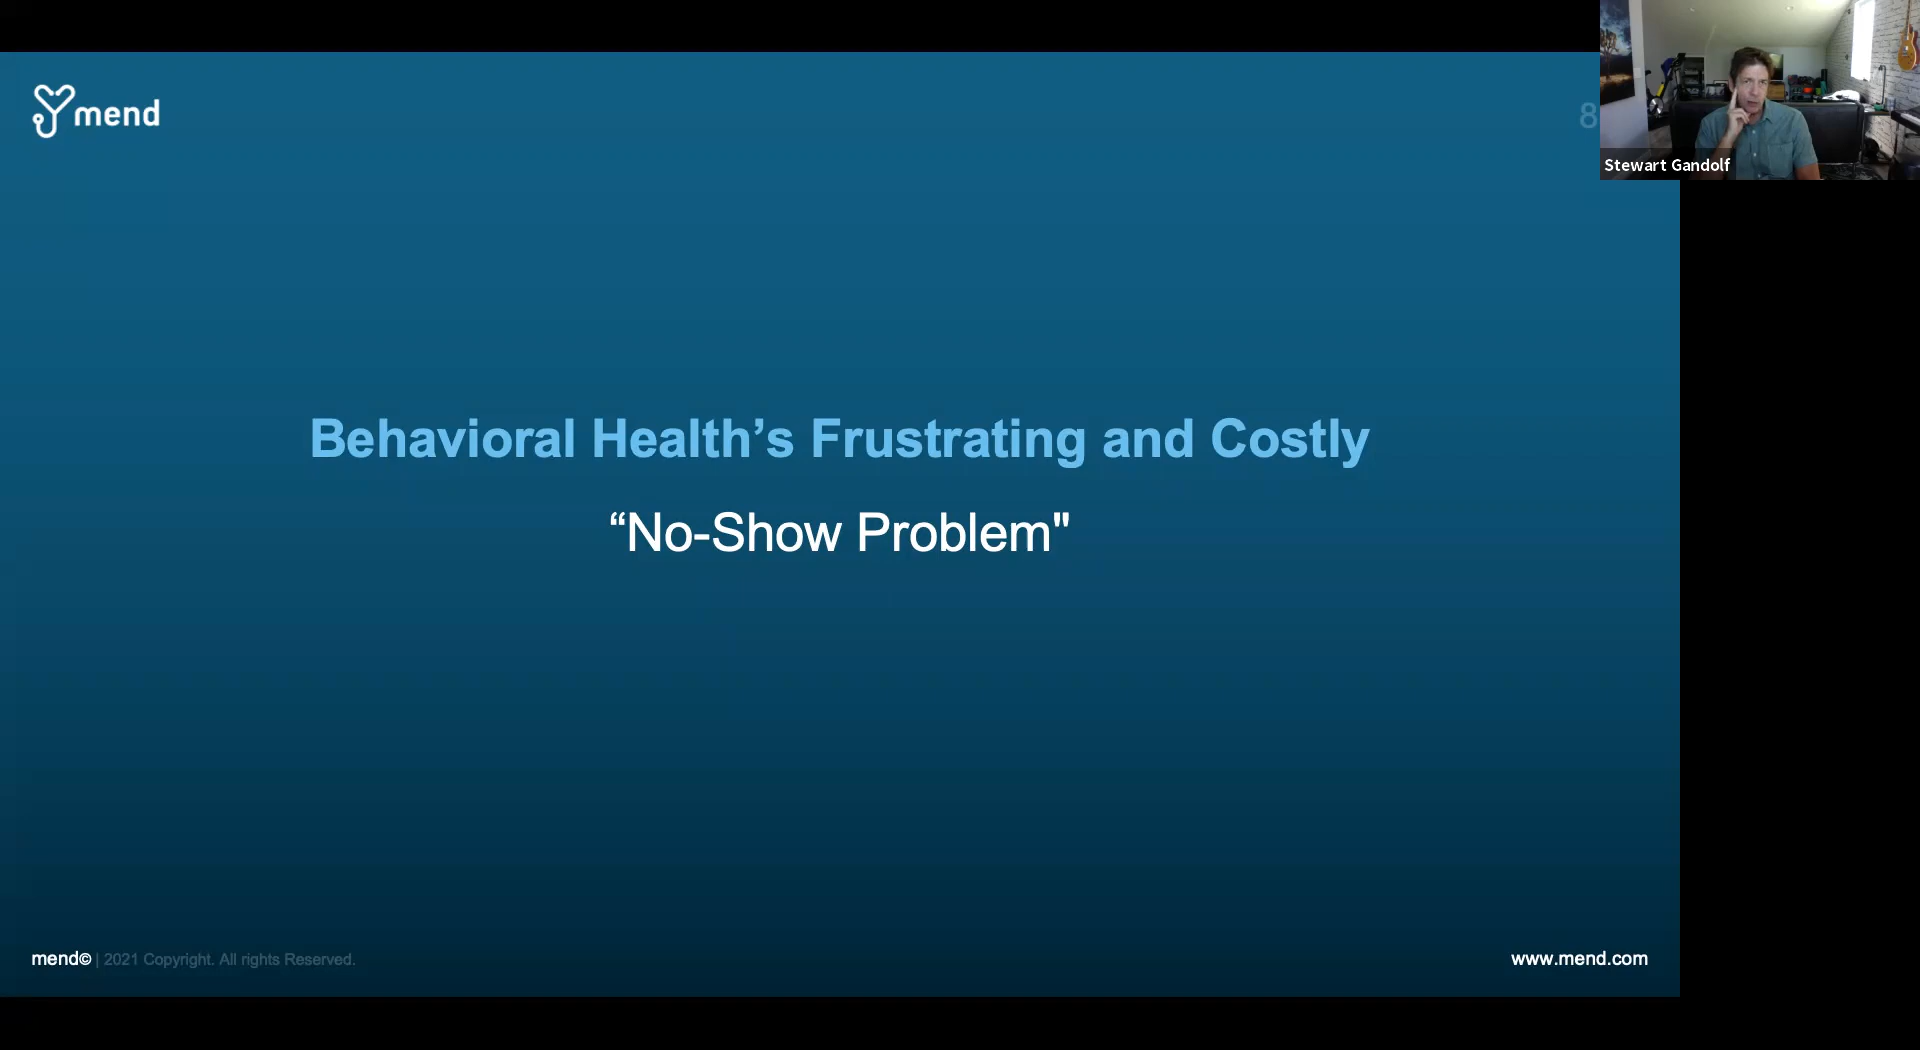 mend
8
Stewart Gandolf
Behavioral Health’s Frustrating and Costly
“No-Show Problem"
mend© | 2021 Copyright. All rights Reserved.
www.mend.com